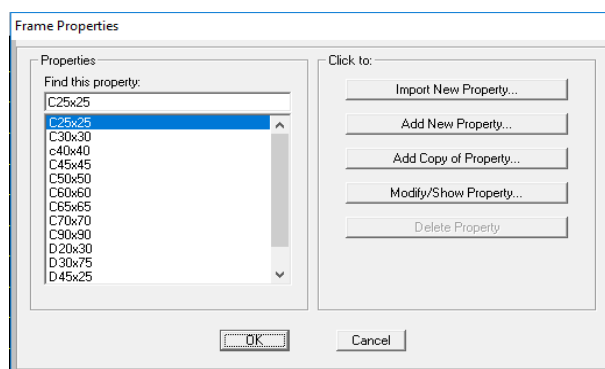 Frame Properties
Properties
Find this property:
C25x25
C25x25
C30x30
c40x40
C45x45
C50x50
C60x60
C65x65
C70x70
C90x90
D20x30
D30x75
D45x25
Click to:
Import New Property...
Add New Property...
Add Copy of Property...
Modify/Show Property...
Delete Property
OK
Cancel